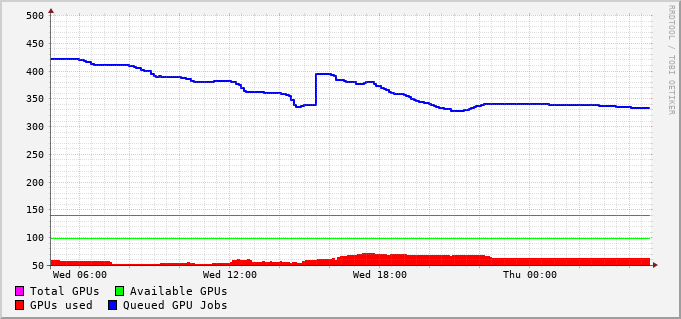 500
450
400
350
300
250
200
150
100
50
Wed 06:00 Wed 12:00 Wed 18:00 Thu 00:00
Total GPUs Available GPUs
GPUs used Queued GPU Jobs
RRDTOOL / TOBI OETIKER